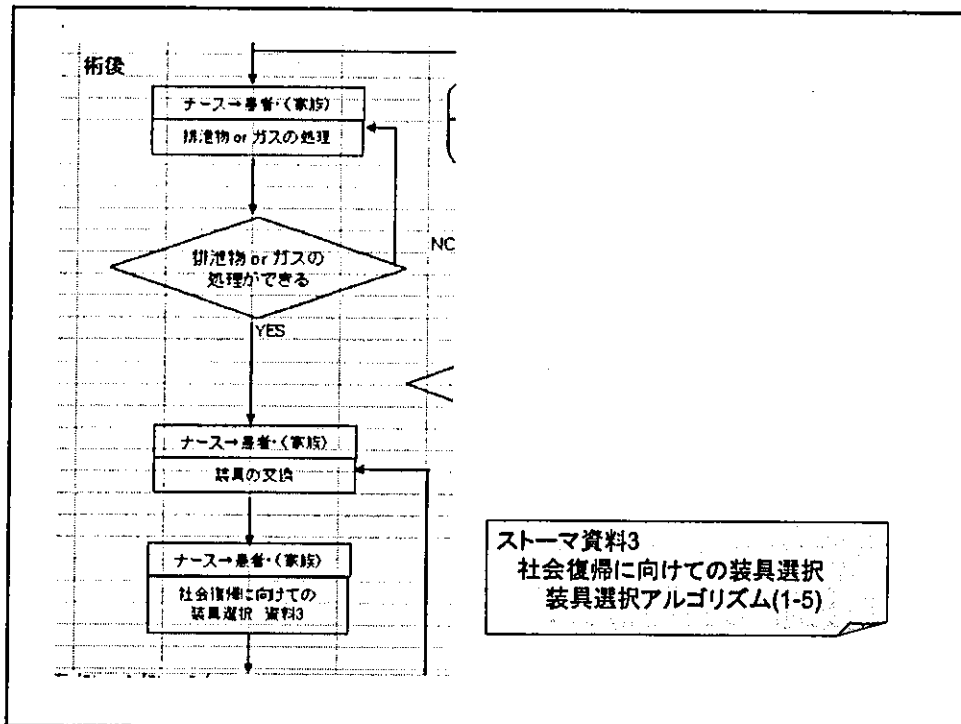 術後
ナース→患者・(家族)
排泄物 or ガスの処理
排泄物 or ガスの
処理ができる
NO
YES
ナース→患者・(家族)
装具の交換
ナース→患者・(家族)
社会復帰に向けての
装具選択 資料3
ストーマ資料3
社会復帰に向けての装具選択
装具選択アルゴリズム(1-5)